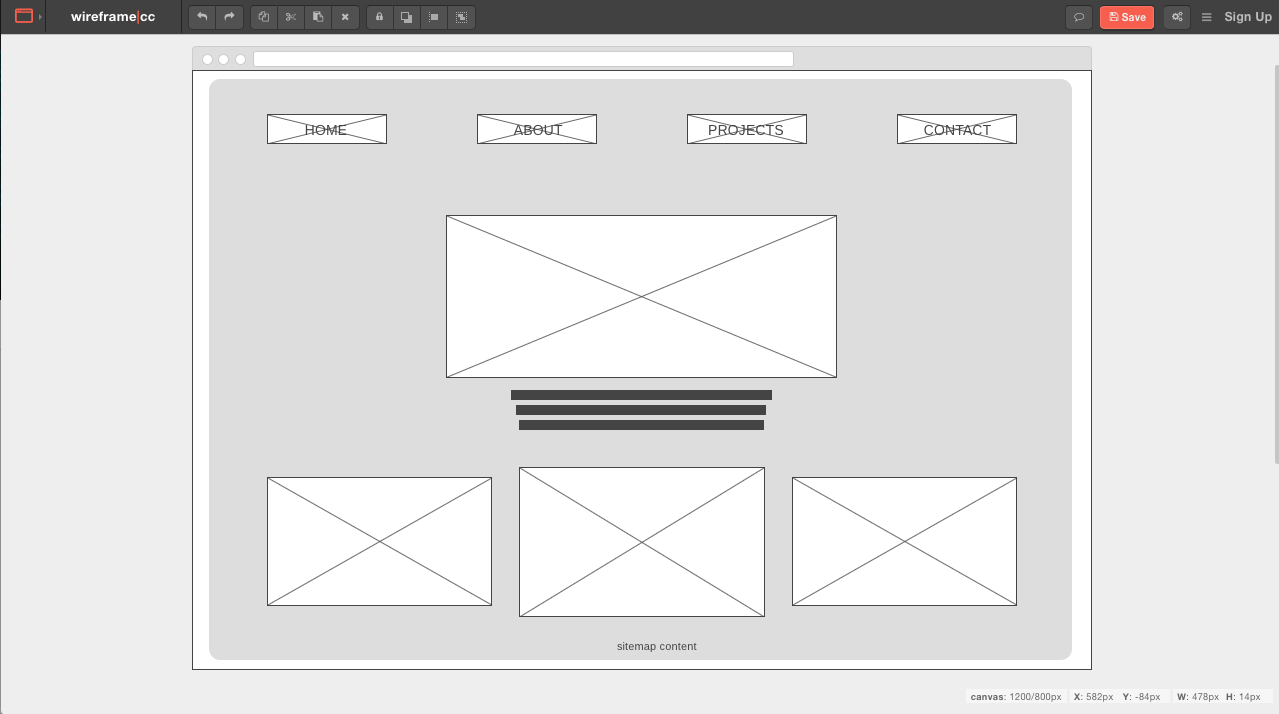 wireframe|cc
Save
Sign Up
HOME ABOUT PROJECTS CONTACT
sitemap content
canvas: 1200/800px X: 582px Y: -84px W: 478px H: 14px